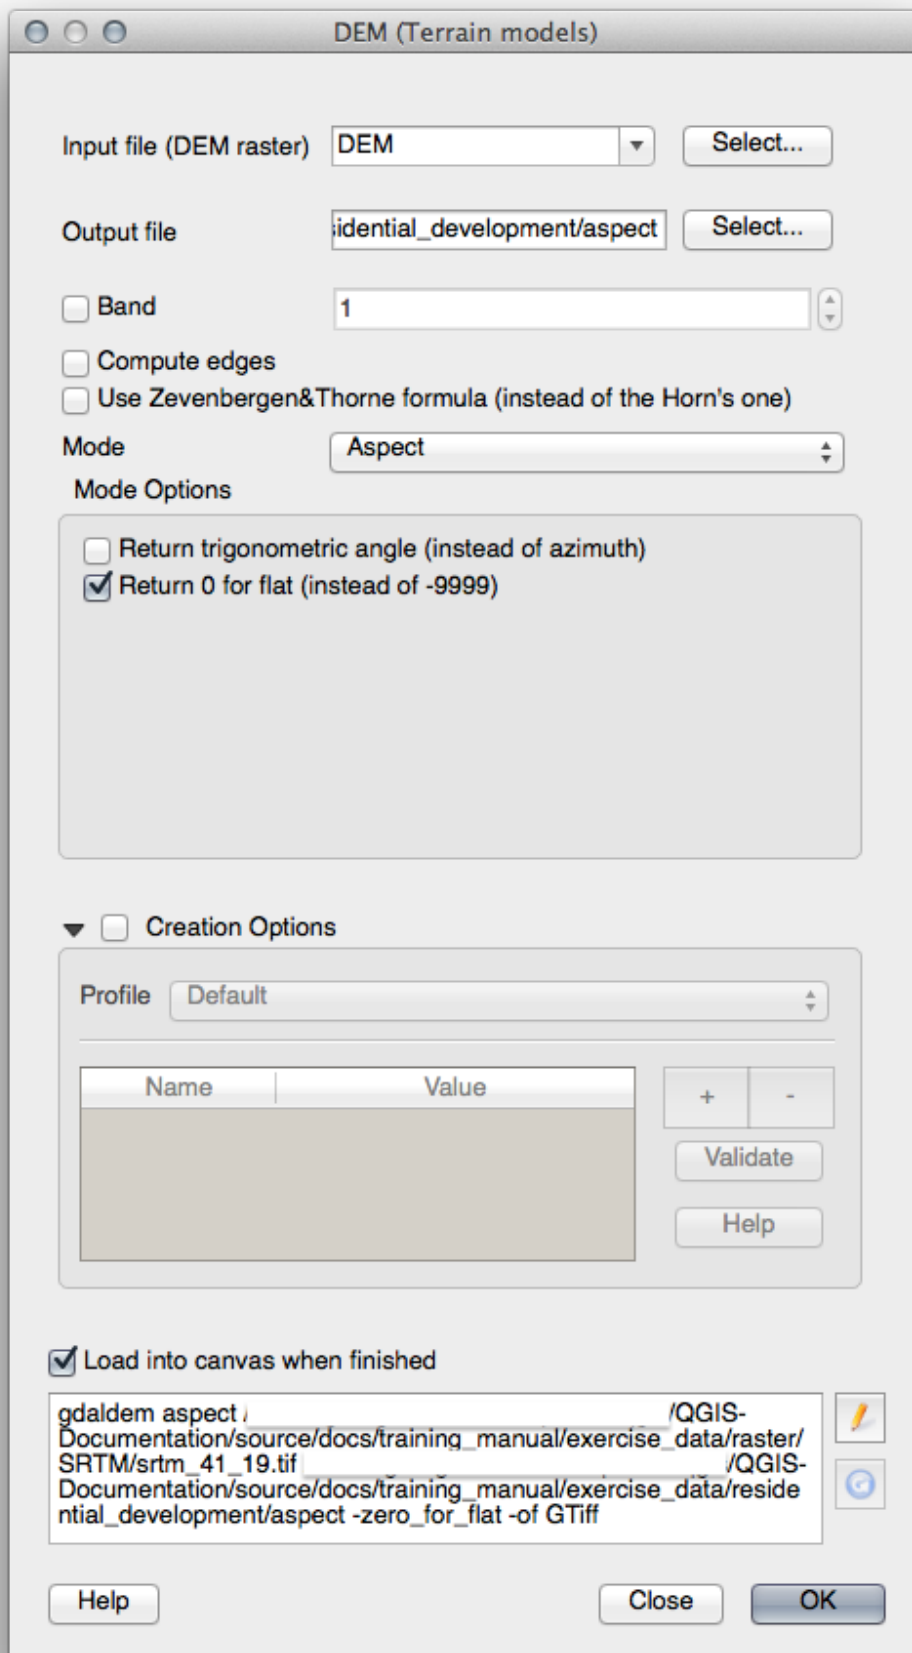 DEM (Terrain models)
Input file (DEM raster) DEM Select...
Output file idential_development/aspect Select...
Band 1
Compute edges
Use Zevenbergen&Thorne formula (instead of the Horn's one)
Mode Aspect
Mode Options
Return trigonometric angle (instead of azimuth)
Return 0 for flat (instead of -9999)
Creation Options
Profile Default
Name Value + -
Validate
Help
Load into canvas when finished
gdaldem aspect /QGIS-
Documentation/source/docs/training_manual/exercise_data/raster/
SRTM/srtm_41_19.tif /QGIS-
Documentation/source/docs/training_manual/exercise_data/reside
ntial_development/aspect -zero_for_flat -of GTiff
Help Close OK